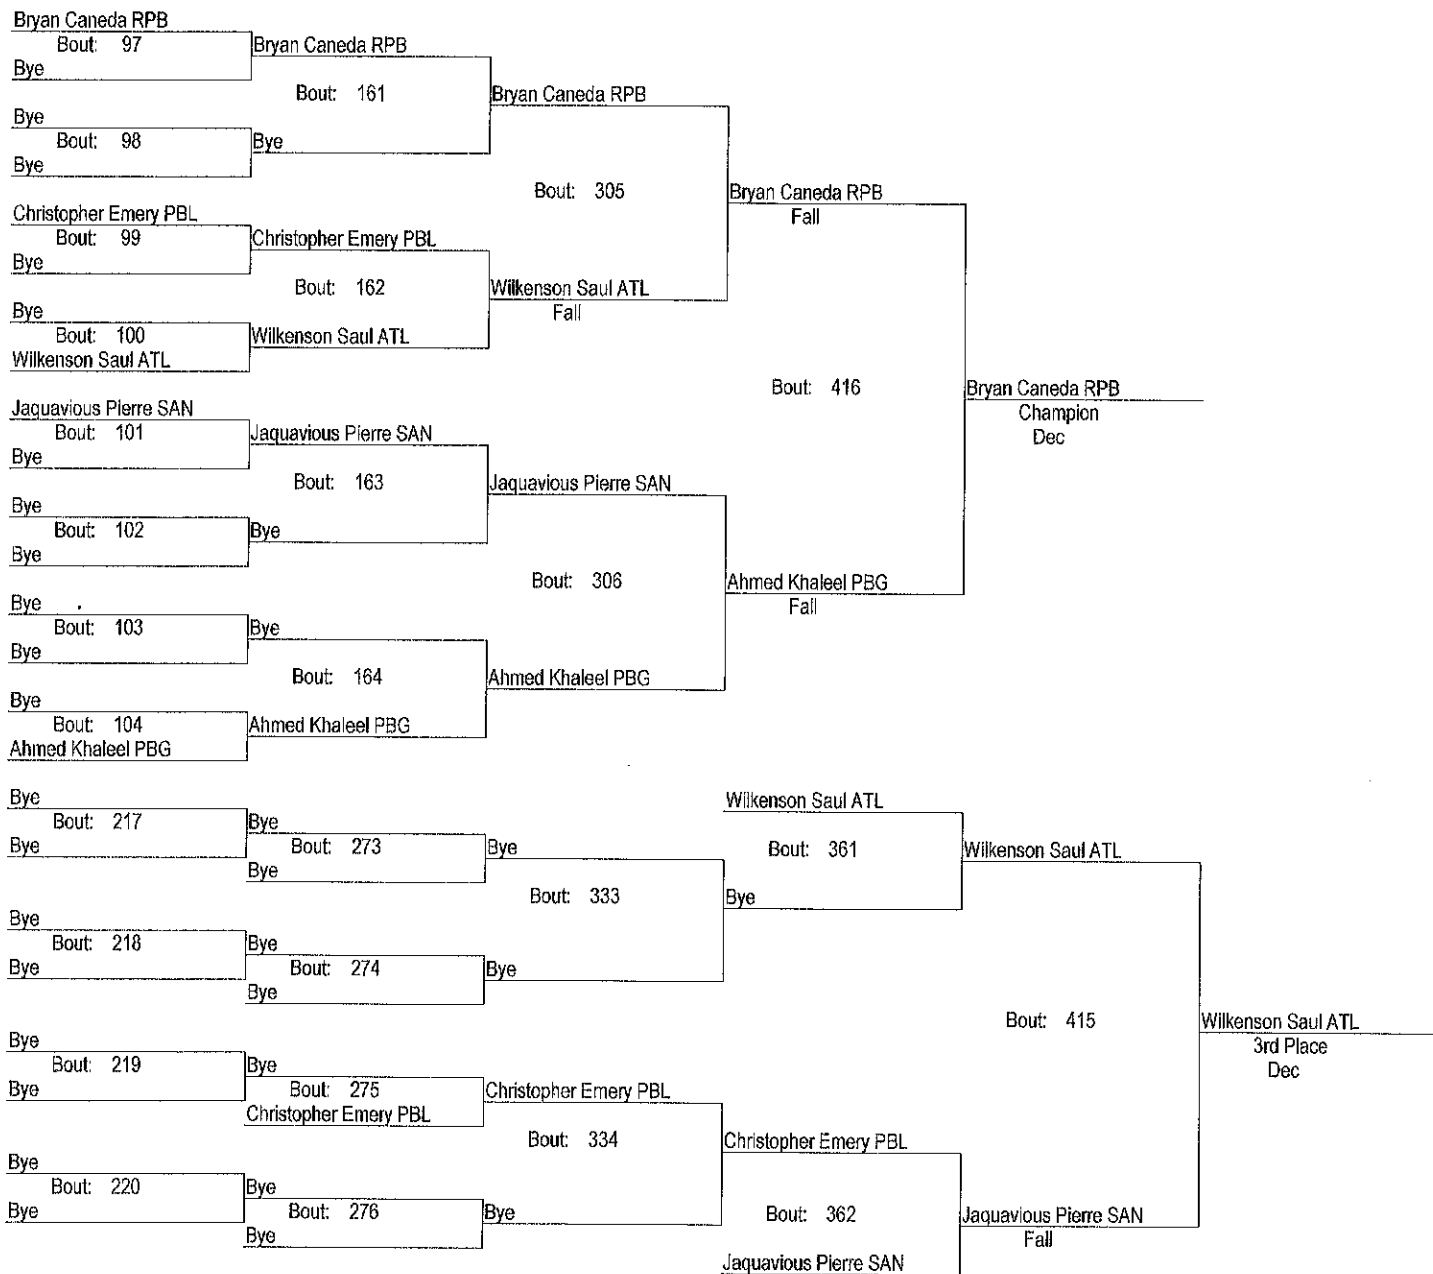 Bryan Caneda RPB
Bout: 97
Bye
Bryan Caneda RPB
Bout: 161
Bye
Bout: 98
Bye
Bye
Bryan Caneda RPB
Bout: 305
Christopher Emery PBL
Bout: 99
Bye
Christopher Emery PBL
Bout: 162
Bye
Bout: 100
Wilkenson Saul ATL
Wilkenson Saul ATL
Wilkenson Saul ATL
Fall
Bryan Caneda RPB
Fall
Bout: 416
Bryan Caneda RPB
Champion
Dec
Jaquavious Pierre SAN
Bout: 101
Bye
Jaquavious Pierre SAN
Bout: 163
Bye
Bout: 102
Bye
Bye
Jaquavious Pierre SAN
Bout: 306
Bye
Bout: 103
Bye
Bye
Bout: 164
Bye
Bout: 104
Ahmed Khaleel PBG
Ahmed Khaleel PBG
Ahmed Khaleel PBG
Ahmed Khaleel PBG
Fall
Bye
Bout: 217
Bye
Bye
Bout: 273
Bye
Bye
Bout: 333
Bye
Bout: 218
Bye
Bye
Bout: 274
Bye
Bye
Wilkenson Saul ATL
Bout: 361
Bye
Wilkenson Saul ATL
Bout: 415
Wilkenson Saul ATL
3rd Place
Dec
Bye
Bout: 219
Bye
Bye
Bout: 275
Christopher Emery PBL
Christopher Emery PBL
Bout: 334
Bye
Bout: 220
Bye
Bye
Bout: 276
Bye
Bye
Christopher Emery PBL
Bout: 362
Jaquavious Pierre SAN
Jaquavious Pierre SAN
Fall